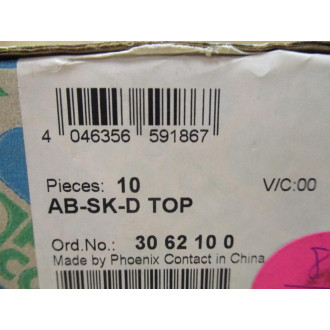 4 046356 591867
Pieces: 10 V/C:00
AB-SK-D TOP
Ord.No.: 30 62 10 0
Made by Phoenix Contact in China